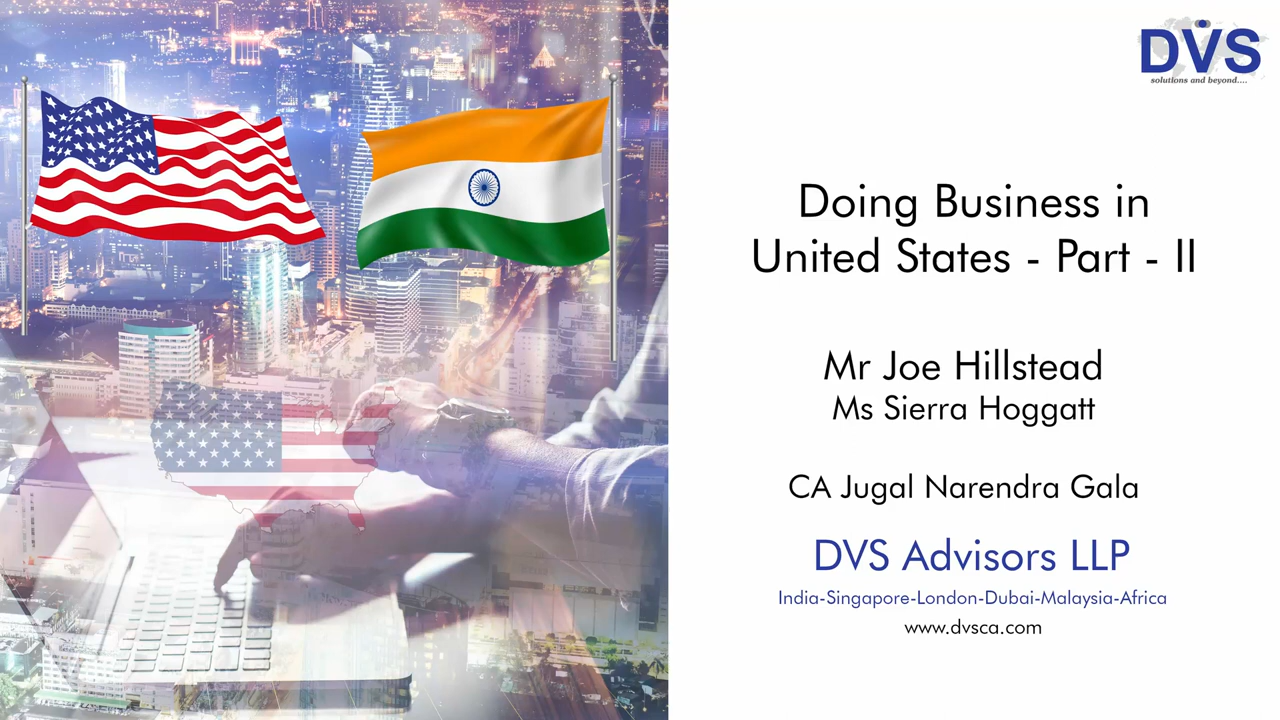 DVS
solutions and beyond....
Doing Business in
United States - Part - II
Mr Joe Hillstead
Ms Sierra Hoggatt
CA Jugal Narendra Gala
DVS Advisors LLP
India-Singapore-London-Dubai-Malaysia-Africa
www.dvsca.com